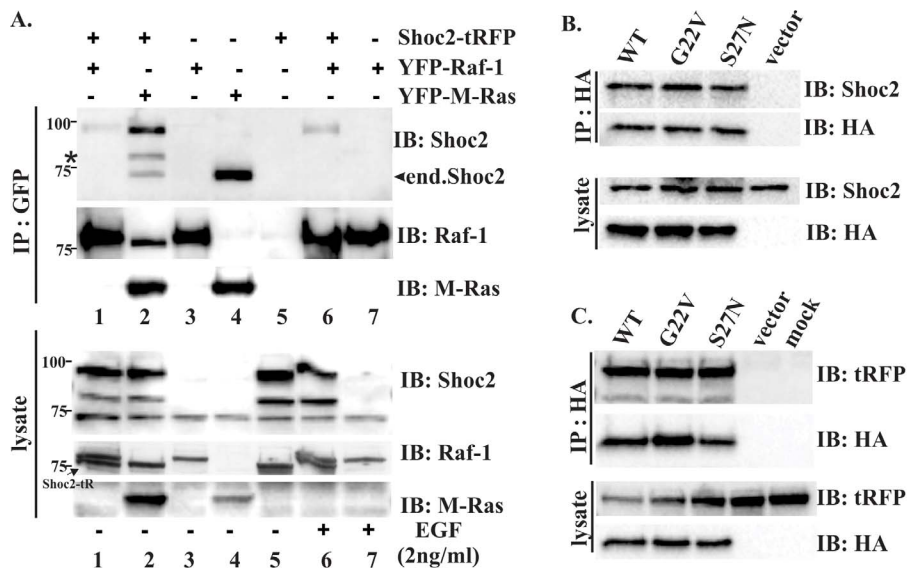 A.
+ + - - + + - Shoc2-tRFP
+ - + - - + + YFP-Raf-1
- + - + - - - YFP-M-Ras
IP : GFP
100
*
75
IB: Shoc2
end.Shoc2
75
IB: Raf-1
IB: M-Ras
1 2 3 4 5 6 7
lysate
100
75
IB: Shoc2
75
Shoc2-tR
IB: Raf-1
IB: M-Ras
- - - - - + + EGF
1 2 3 4 5 6 7 (2ng/ml)
B.
WT G22V S27N vector
IP : HA
IB: Shoc2
IB: HA
lysate
IB: Shoc2
IB: HA
C.
WT G22V S27N vector mock
IP : HA
IB: tRFP
IB: HA
lysate
IB: tRFP
IB: HA